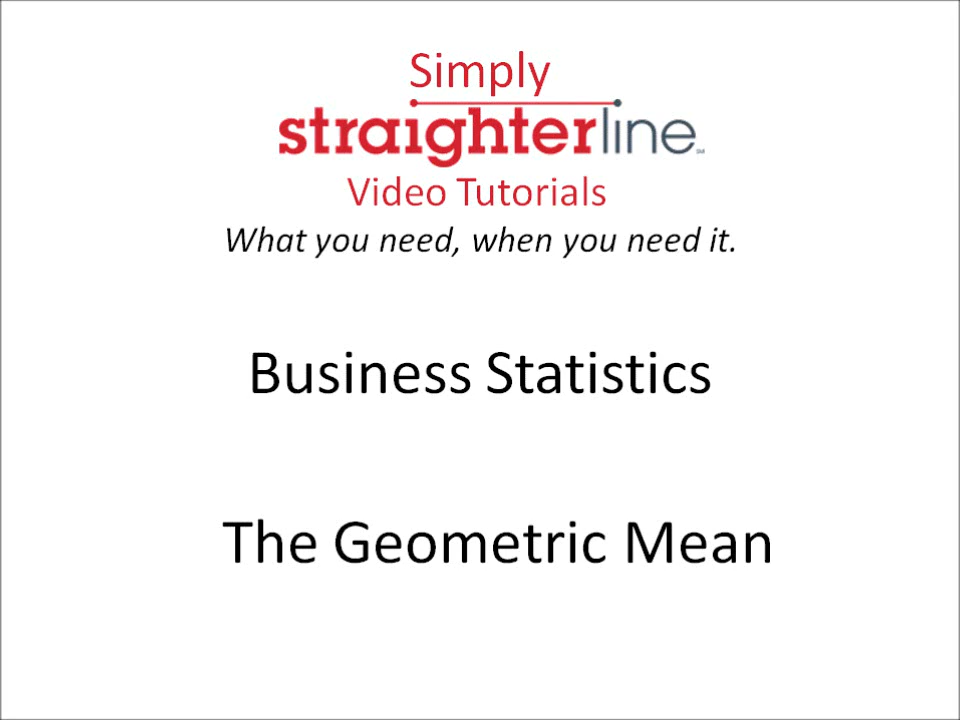 Simply
straighterline
Video Tutorials
What you need, when you need it.
Business Statistics
The Geometric Mean